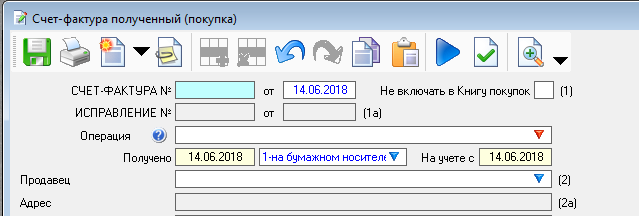 Счет-фактура полученный (покупка)
СЧЕТ-ФАКТУРА № от 14.06.2018 Не включать в Книгу покупок (1)
ИСПРАВЛЕНИЕ № от (1а)
Операция ?
Получено 14.06.2018 1-на бумажном носителе На учете с 14.06.2018
Продавец (2)
Адрес (2а)